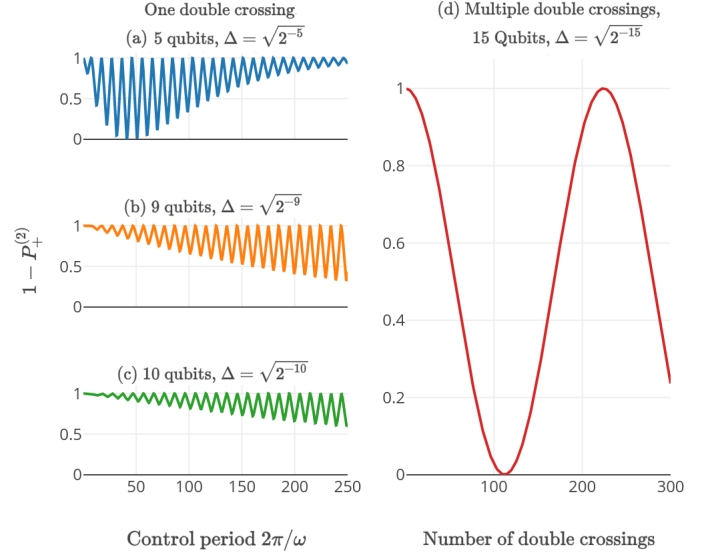 One double crossing
(a) 5 qubits, Δ = √2⁻⁵
1
0.5
0
(b) 9 qubits, Δ = √2⁻⁹
1
0.5
0
(c) 10 qubits, Δ = √2⁻¹⁰
1
0.5
0
50 100 150 200 250
Control period 2π/ω
1 − P₊⁽²⁾
(d) Multiple double crossings,
15 Qubits, Δ = √2⁻¹⁵
1
0.8
0.6
0.4
0.2
0
100 200 300
Number of double crossings